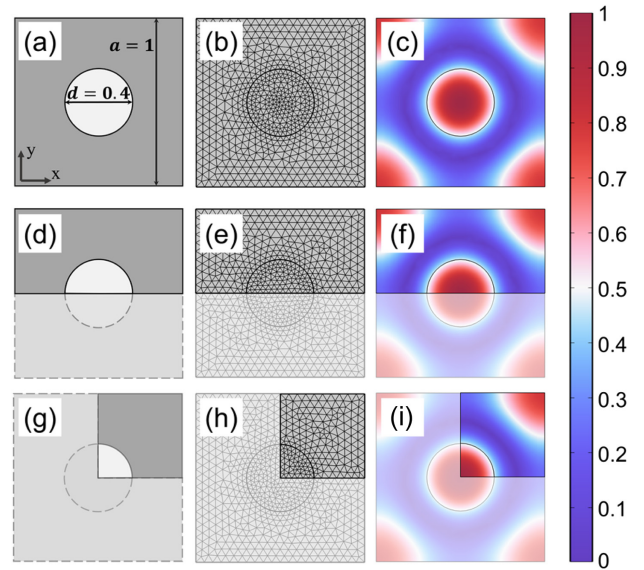 (a)
a = 1
d = 0.4
y
x
(b)
(c)
(d)
(e)
(f)
(g)
(h)
(i)
1
0.9
0.8
0.7
0.6
0.5
0.4
0.3
0.2
0.1
0